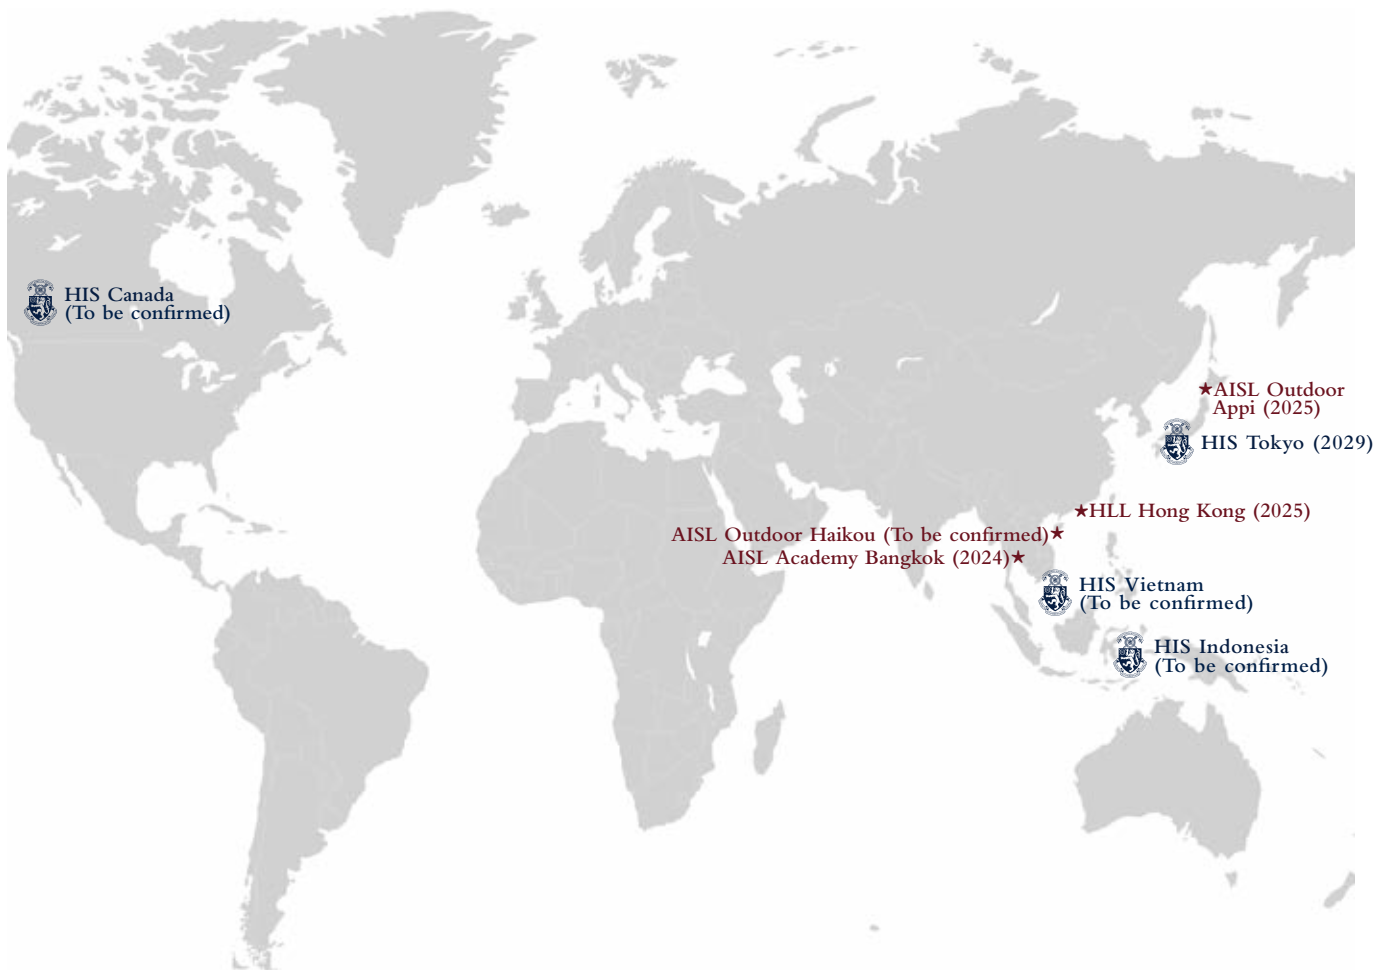 HIS Canada
(To be confirmed)
AISL Outdoor
Appi (2025)
HIS Tokyo (2029)
HLL Hong Kong (2025)
AISL Outdoor Haikou (To be confirmed)
AISL Academy Bangkok (2024)
HIS Vietnam
(To be confirmed)
HIS Indonesia
(To be confirmed)